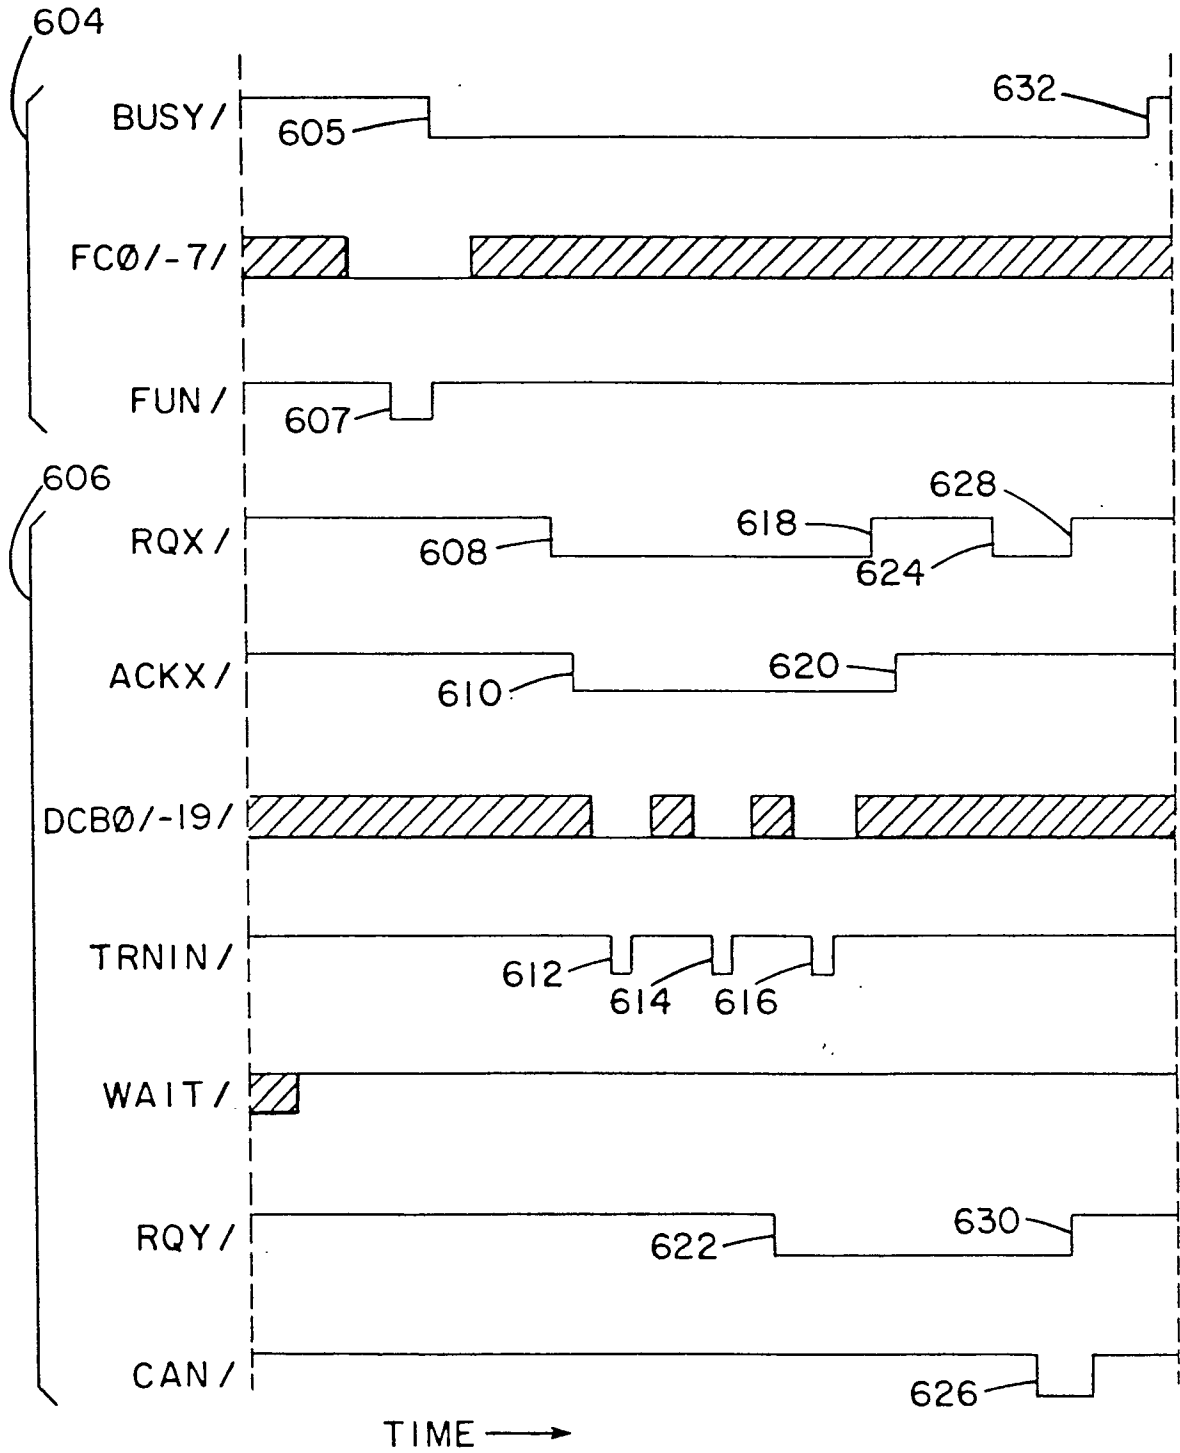 604
BUSY/
605
632
FCØ/-7/
FUN/
607
606
RQX/
608
618
628
624
ACKX/
610
620
DCBØ/-19/
TRNIN/
612
614
616
WAIT/
RQY/
622
630
CAN/
626
TIME